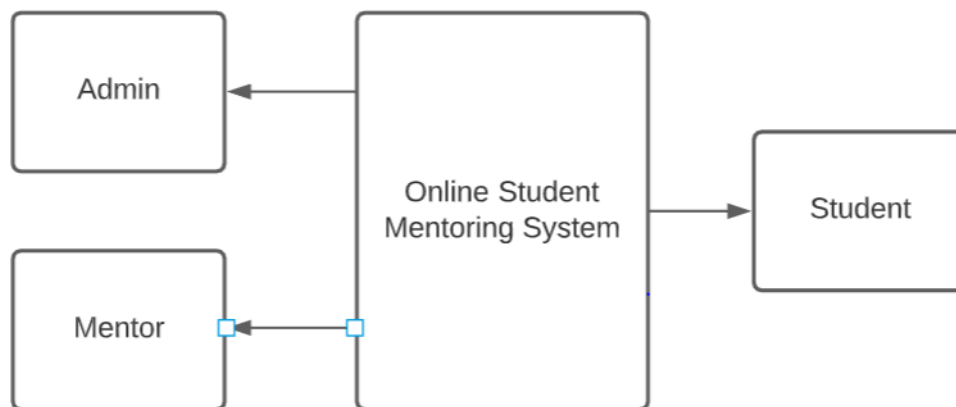 Admin
Online Student
Mentoring System
Student
Mentor